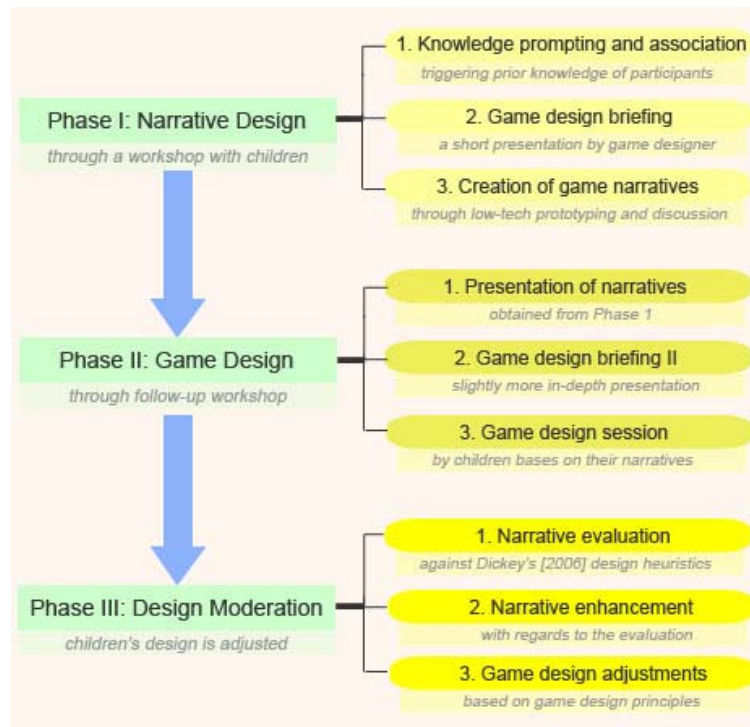 Phase I: Narrative Design
through a workshop with children
1. Knowledge prompting and association
triggering prior knowledge of participants
2. Game design briefing
a short presentation by game designer
3. Creation of game narratives
through low-tech prototyping and discussion
Phase II: Game Design
through follow-up workshop
1. Presentation of narratives
obtained from Phase 1
2. Game design briefing II
slightly more in-depth presentation
3. Game design session
by children bases on their narratives
Phase III: Design Moderation
children's design is adjusted
1. Narrative evaluation
against Dickey's [2006] design heuristics
2. Narrative enhancement
with regards to the evaluation
3. Game design adjustments
based on game design principles